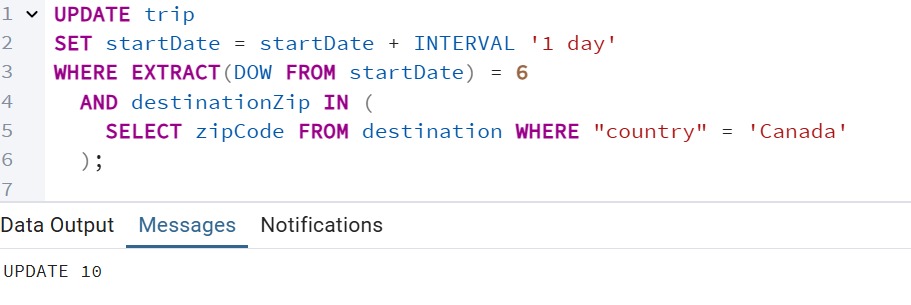 1 UPDATE trip
2 SET startDate = startDate + INTERVAL '1 day'
3 WHERE EXTRACT(DOW FROM startDate) = 6
4 AND destinationZip IN (
5 SELECT zipCode FROM destination WHERE "country" = 'Canada'
6 );
7
Data Output Messages Notifications
UPDATE 10